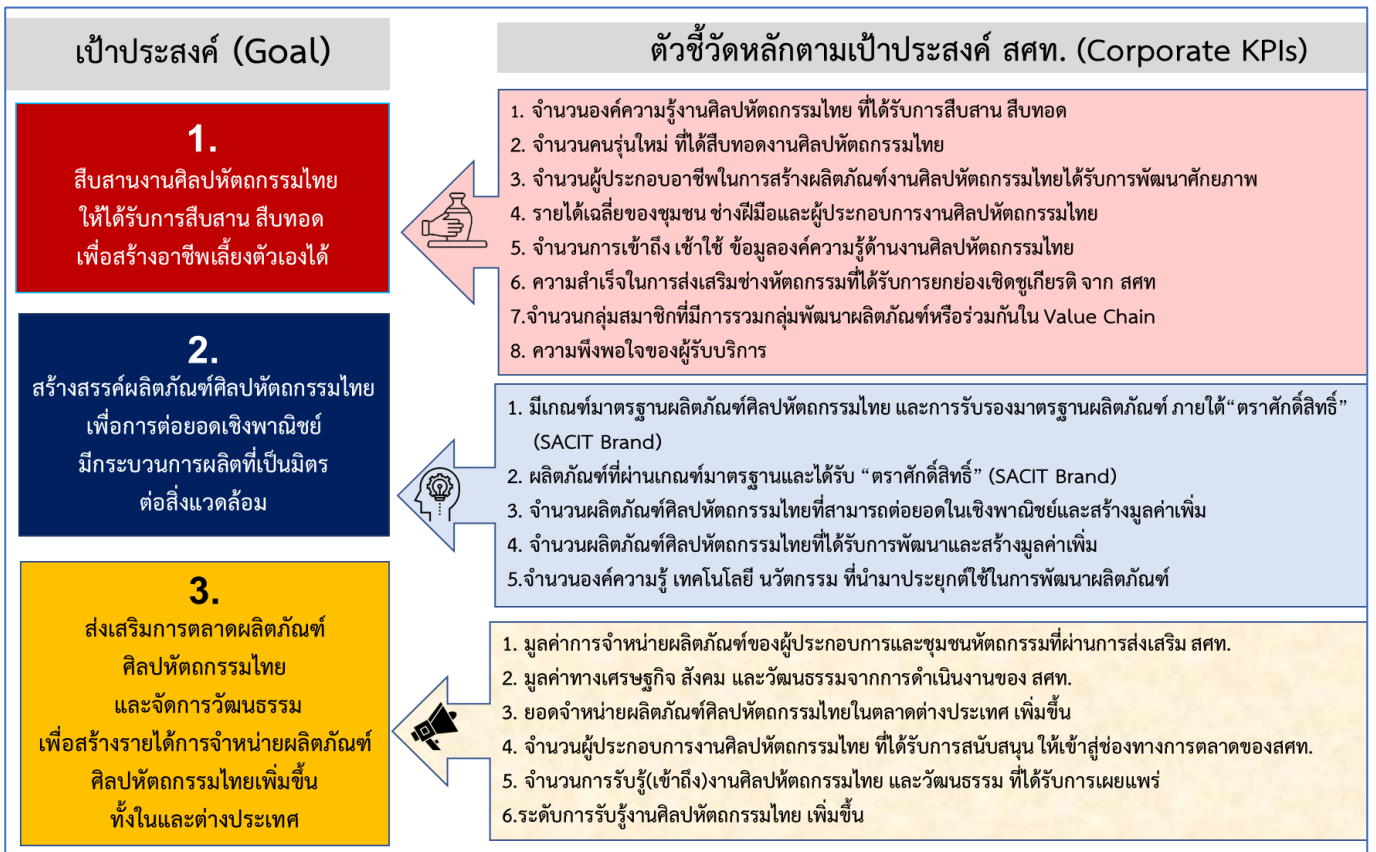 เป้าประสงค์ (Goal)
ตัวชี้วัดหลักตามเป้าประสงค์ สศท. (Corporate KPIs)
1.
สืบสานงานศิลปหัตถกรรมไทย
ให้ได้รับการสืบสาน สืบทอด
เพื่อสร้างอาชีพเลี้ยงตัวเองได้
1. จำนวนองค์ความรู้งานศิลปหัตถกรรมไทย ที่ได้รับการสืบสาน สืบทอด
2. จำนวนคนรุ่นใหม่ ที่ได้สืบทอดงานศิลปหัตถกรรมไทย
3. จำนวนผู้ประกอบอาชีพในการสร้างผลิตภัณฑ์งานศิลปหัตถกรรมไทยได้รับการพัฒนาศักยภาพ
4. รายได้เฉลี่ยของชุมชน ช่างฝีมือและผู้ประกอบการงานศิลปหัตถกรรมไทย
5. จำนวนการเข้าถึง เข้าใช้ ข้อมูลองค์ความรู้ด้านงานศิลปหัตถกรรมไทย
6. ความสำเร็จในการส่งเสริมช่างหัตถกรรมที่ได้รับการยกย่องเชิดชูเกียรติ จาก สศท
7.จำนวนกลุ่มสมาชิกที่มีการรวมกลุ่มพัฒนาผลิตภัณฑ์หรือร่วมกันใน Value Chain
8. ความพึงพอใจของผู้รับบริการ
2.
สร้างสรรค์ผลิตภัณฑ์ศิลปหัตถกรรมไทย
เพื่อการต่อยอดเชิงพาณิชย์
มีกระบวนการผลิตที่เป็นมิตร
ต่อสิ่งแวดล้อม
1. มีเกณฑ์มาตรฐานผลิตภัณฑ์ศิลปหัตถกรรมไทย และการรับรองมาตรฐานผลิตภัณฑ์ ภายใต้“ตราศักดิ์สิทธิ์”
(SACIT Brand)
2. ผลิตภัณฑ์ที่ผ่านเกณฑ์มาตรฐานและได้รับ “ตราศักดิ์สิทธิ์” (SACIT Brand)
3. จำนวนผลิตภัณฑ์ศิลปหัตถกรรมไทยที่สามารถต่อยอดในเชิงพาณิชย์และสร้างมูลค่าเพิ่ม
4. จำนวนผลิตภัณฑ์ศิลปหัตถกรรมไทยที่ได้รับการพัฒนาและสร้างมูลค่าเพิ่ม
5.จำนวนองค์ความรู้ เทคโนโลยี นวัตกรรม ที่นำมาประยุกต์ใช้ในการพัฒนาผลิตภัณฑ์
3.
ส่งเสริมการตลาดผลิตภัณฑ์
ศิลปหัตถกรรมไทย
และจัดการวัฒนธรรม
เพื่อสร้างรายได้การจำหน่ายผลิตภัณฑ์
ศิลปหัตถกรรมไทยเพิ่มขึ้น
ทั้งในและต่างประเทศ
1. มูลค่าการจำหน่ายผลิตภัณฑ์ของผู้ประกอบการและชุมชนหัตถกรรมที่ผ่านการส่งเสริม สศท.
2. มูลค่าทางเศรษฐกิจ สังคม และวัฒนธรรมจากการดำเนินงานของ สศท.
3. ยอดจำหน่ายผลิตภัณฑ์ศิลปหัตถกรรมไทยในตลาดต่างประเทศ เพิ่มขึ้น
4. จำนวนผู้ประกอบการงานศิลปหัตถกรรมไทย ที่ได้รับการสนับสนุน ให้เข้าสู่ช่องทางการตลาดของสศท.
5. จำนวนการรับรู้(เข้าถึง)งานศิลปหัตถกรรมไทย และวัฒนธรรม ที่ได้รับการเผยแพร่
6.ระดับการรับรู้งานศิลปหัตถกรรมไทย เพิ่มขึ้น